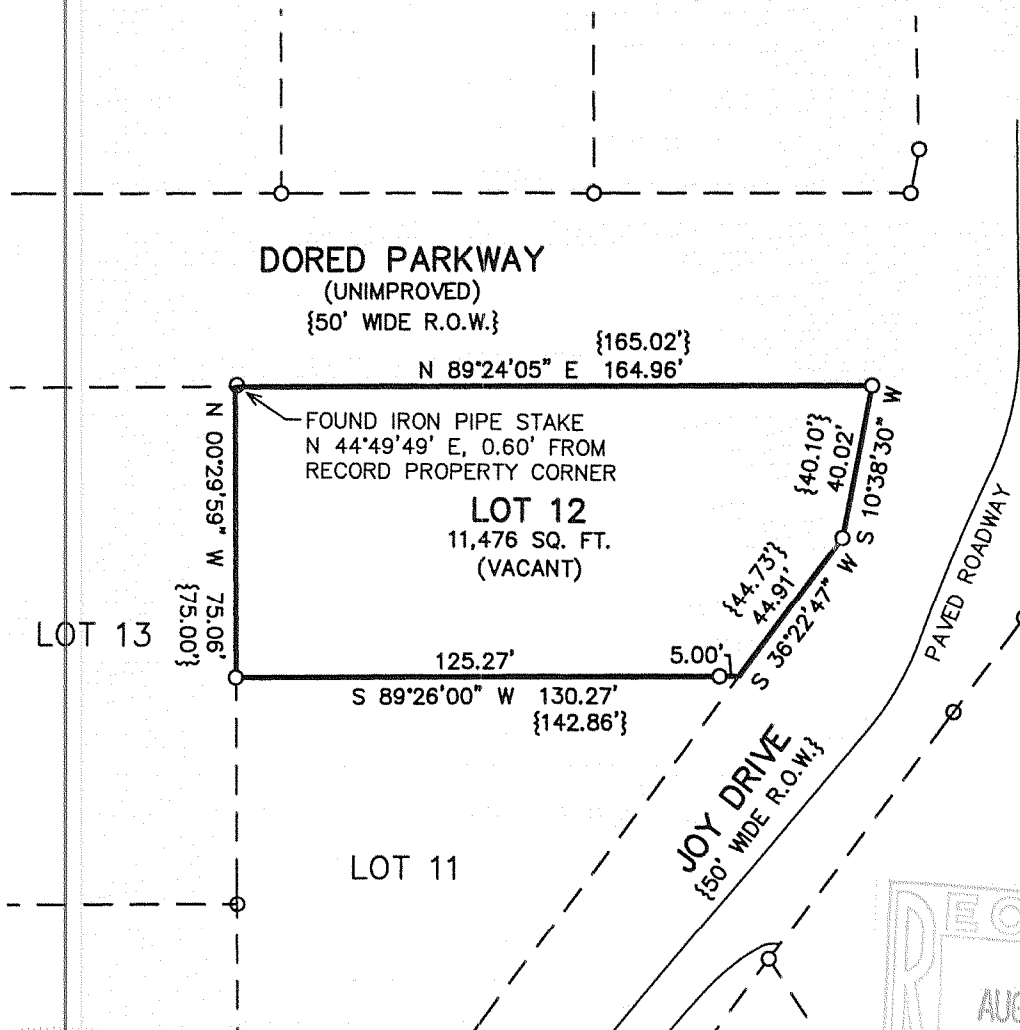 DORED PARKWAY
(UNIMPROVED)
{50' WIDE R.O.W.}
{165.02'}
N 89°24'05" E 164.96'
FOUND IRON PIPE STAKE
N 44°49'49' E, 0.60' FROM
RECORD PROPERTY CORNER
N 00°29'59" W 75.06'
{75.00'}
LOT 12
11,476 SQ. FT.
(VACANT)
{40.10'}
40.02'
S 10°38'30" W
{44.73'}
44.91'
S 36°22'47" W
PAVED ROADWAY
LOT 13
125.27'
5.00'
S 89°26'00" W 130.27'
{142.86'}
JOY DRIVE
{50' WIDE R.O.W.}
LOT 11
AUG